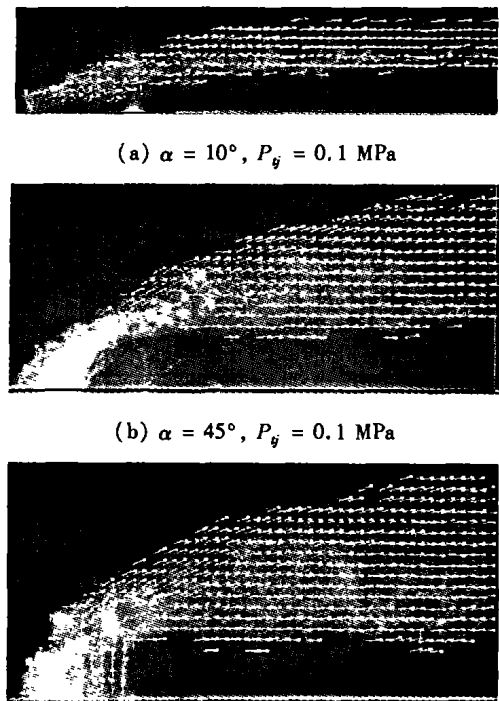 (a) α = 10°, P_tj = 0.1 MPa
(b) α = 45°, P_tj = 0.1 MPa